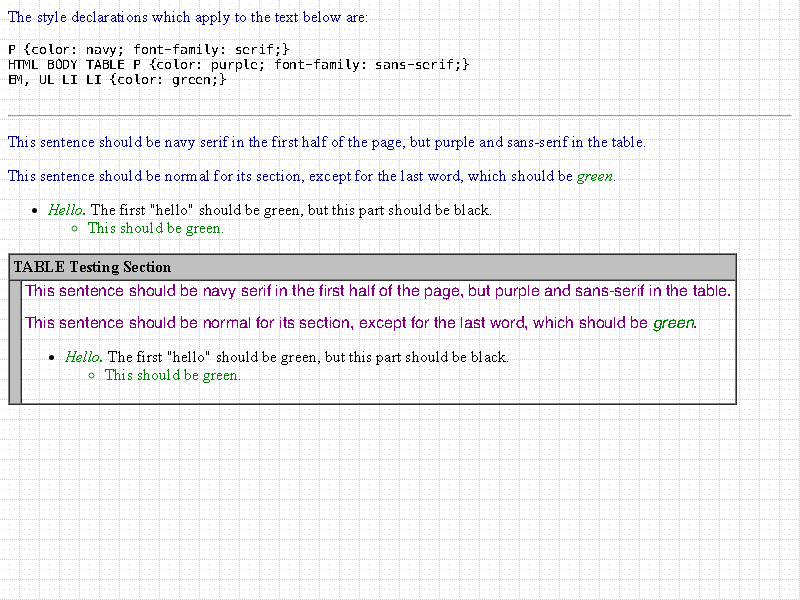 The style declarations which apply to the text below are:
P {color: navy; font-family: serif;}
HTML BODY TABLE P {color: purple; font-family: sans-serif;}
EM, UL LI LI {color: green;}
This sentence should be navy serif in the first half of the page, but purple and sans-serif in the table.
This sentence should be normal for its section, except for the last word, which should be green.
Hello. The first "hello" should be green, but this part should be black.
This should be green.
TABLE Testing Section
This sentence should be navy serif in the first half of the page, but purple and sans-serif in the table.
This sentence should be normal for its section, except for the last word, which should be green.
Hello. The first "hello" should be green, but this part should be black.
This should be green.